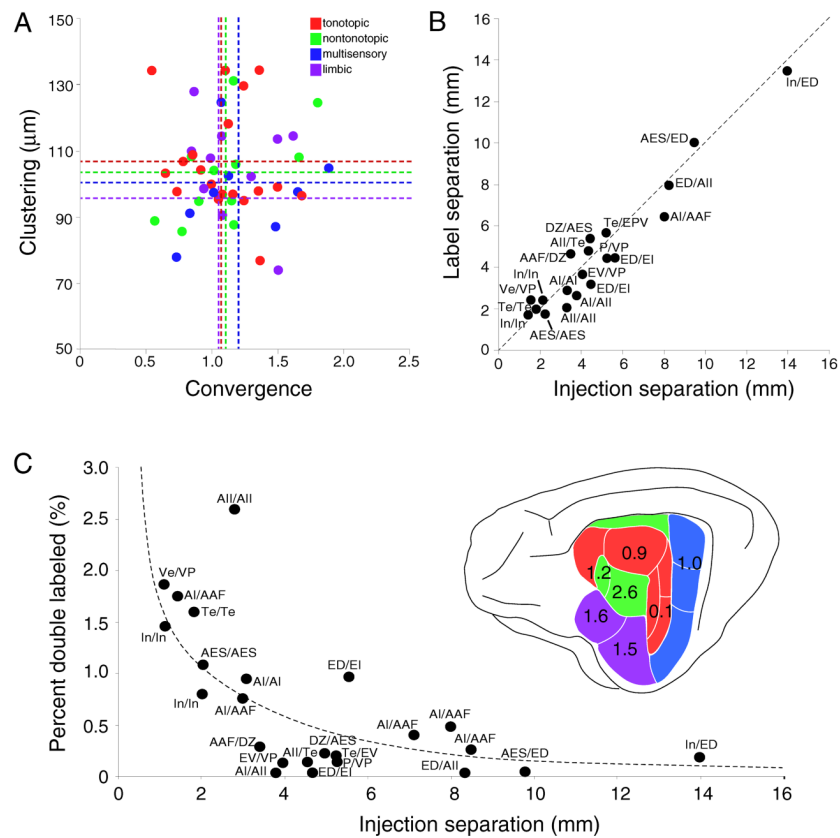 A
150
130
110
90
70
50
0
0.5
1.0
1.5
2.0
2.5
Clustering (µm)
Convergence
tonotopic
nontonotopic
multisensory
limbic
B
16
14
12
10
8
6
4
2
0
0
2
4
6
8
10
12
14
16
Label separation (mm)
Injection separation (mm)
In/ED
AES/ED
ED/AII
AI/AAF
DZ/AES
Te/EPV
AII/Te
P/VP
AAF/DZ
ED/EI
In/In
AI/AI
EV/VP
Ve/VP
ED/EI
Te/Te
AI/AII
In/In
AII/AII
AES/AES
C
3.0
2.5
2.0
1.5
1.0
0.5
0
0
2
4
6
8
10
12
14
16
Percent double labeled (%)
Injection separation (mm)
AII/AII
Ve/VP
AI/AAF
Te/Te
In/In
AES/AES
AI/AI
ED/EI
In/In
AI/AAF
AI/AAF
AI/AAF
AAF/DZ
DZ/AES
AII/Te
Te/EV
EV/VP
P/VP
AI/AII
ED/EI
ED/AII
AES/ED
In/ED
0.9
1.0
1.2
2.6
0.1
1.6
1.5